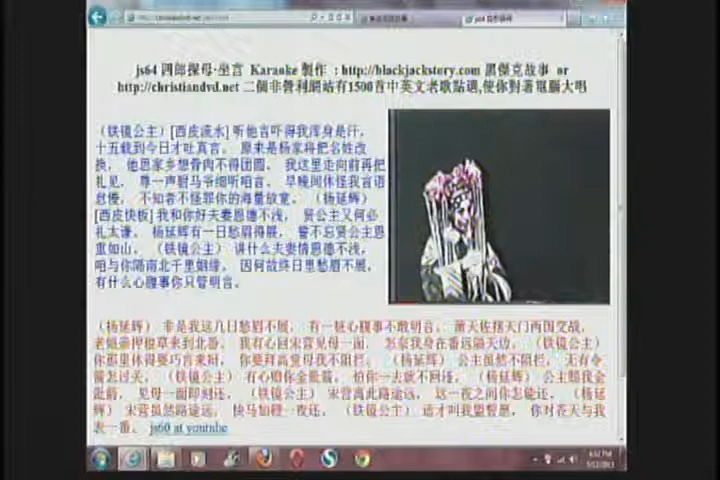 js64 四郎探母·坐宫 Karaoke 製作 : http://blackjackstory.com 黑傑克故事 or
http://christiandvd.net 二個非營利網站有1500首中英文老歌點選,使你對著電腦大唱
（铁镜公主）[西皮流水] 听他言吓得我浑身是汗，
十五载到今日才吐真言。 原来是杨家将把名姓改
换， 他思家乡想骨肉不得团圆。 我这里走向前再把
礼见， 尊一声驸马爷细听咱言。 早晚间休怪我言语
怠慢， 不知者不怪罪你的海量放宽。 （杨延辉）
[西皮快板] 我和你好夫妻恩德不浅， 贤公主又何必
礼太谦。 杨延辉有一日愁眉得展， 誓不忘贤公主恩
重如山。 （铁镜公主） 讲什么夫妻情恩德不浅，
咱与你隔南北千里姻缘。 因何故终日里愁眉不展，
有什么心腹事你只管明言。
（杨延辉） 非是我这几日愁眉不展， 有一桩心腹事不敢明言。 萧天佐摆天门两国交战，
老娘亲押粮草来到北番。 我有心回宋营见母一面， 怎奈我身在番远隔天边。 （铁镜公主）
你那里休得要巧言来辩， 你要拜高堂母我不阻拦。 （杨延辉） 公主虽然不阻拦， 无有令
箭怎过关。 （铁镜公主） 有心赠你金鈚箭， 怕你一去就不回还。 （杨延辉） 公主赐我金
鈚箭， 见母一面即刻还。 （铁镜公主） 宋营离此路途远， 这一夜之间你怎能还。 （杨延
辉） 宋营虽然路途远， 快马加鞭一夜还。 （铁镜公主） 适才叫我盟誓愿， 你对苍天与我
表一番。 js60 at youtube